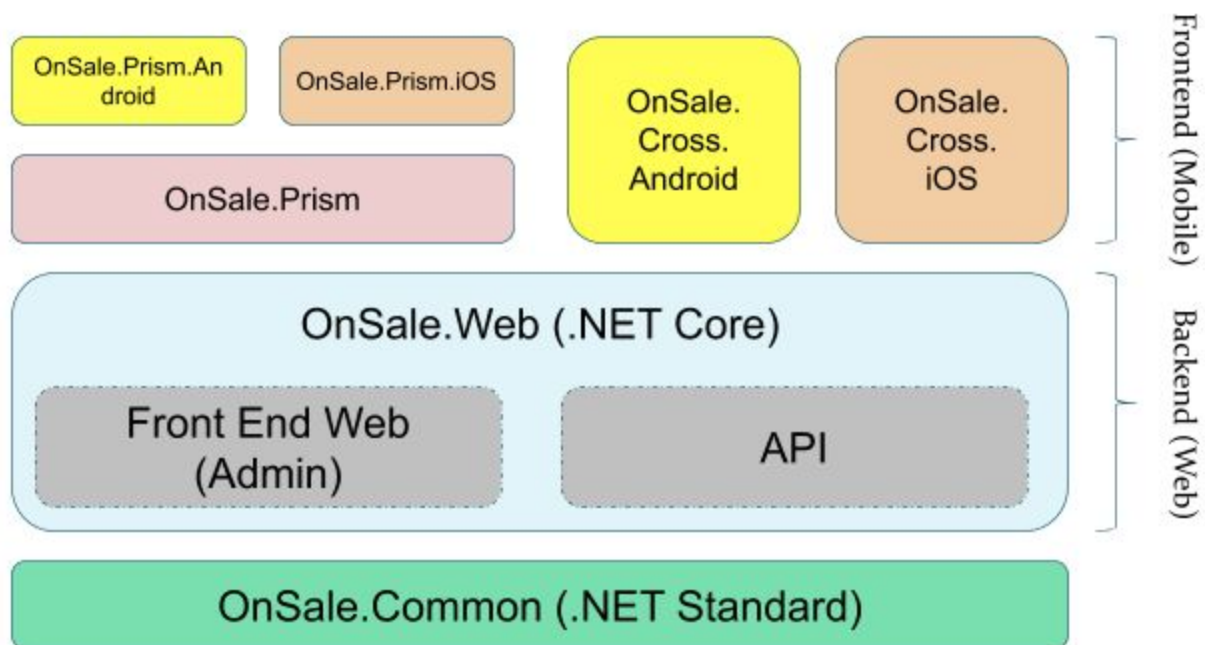 OnSale.Prism.An
droid
OnSale.Prism.iOS
OnSale.
Cross.
Android
OnSale.
Cross.
iOS
OnSale.Prism
Frontend (Mobile)
OnSale.Web (.NET Core)
Front End Web
(Admin)
API
Backend (Web)
OnSale.Common (.NET Standard)